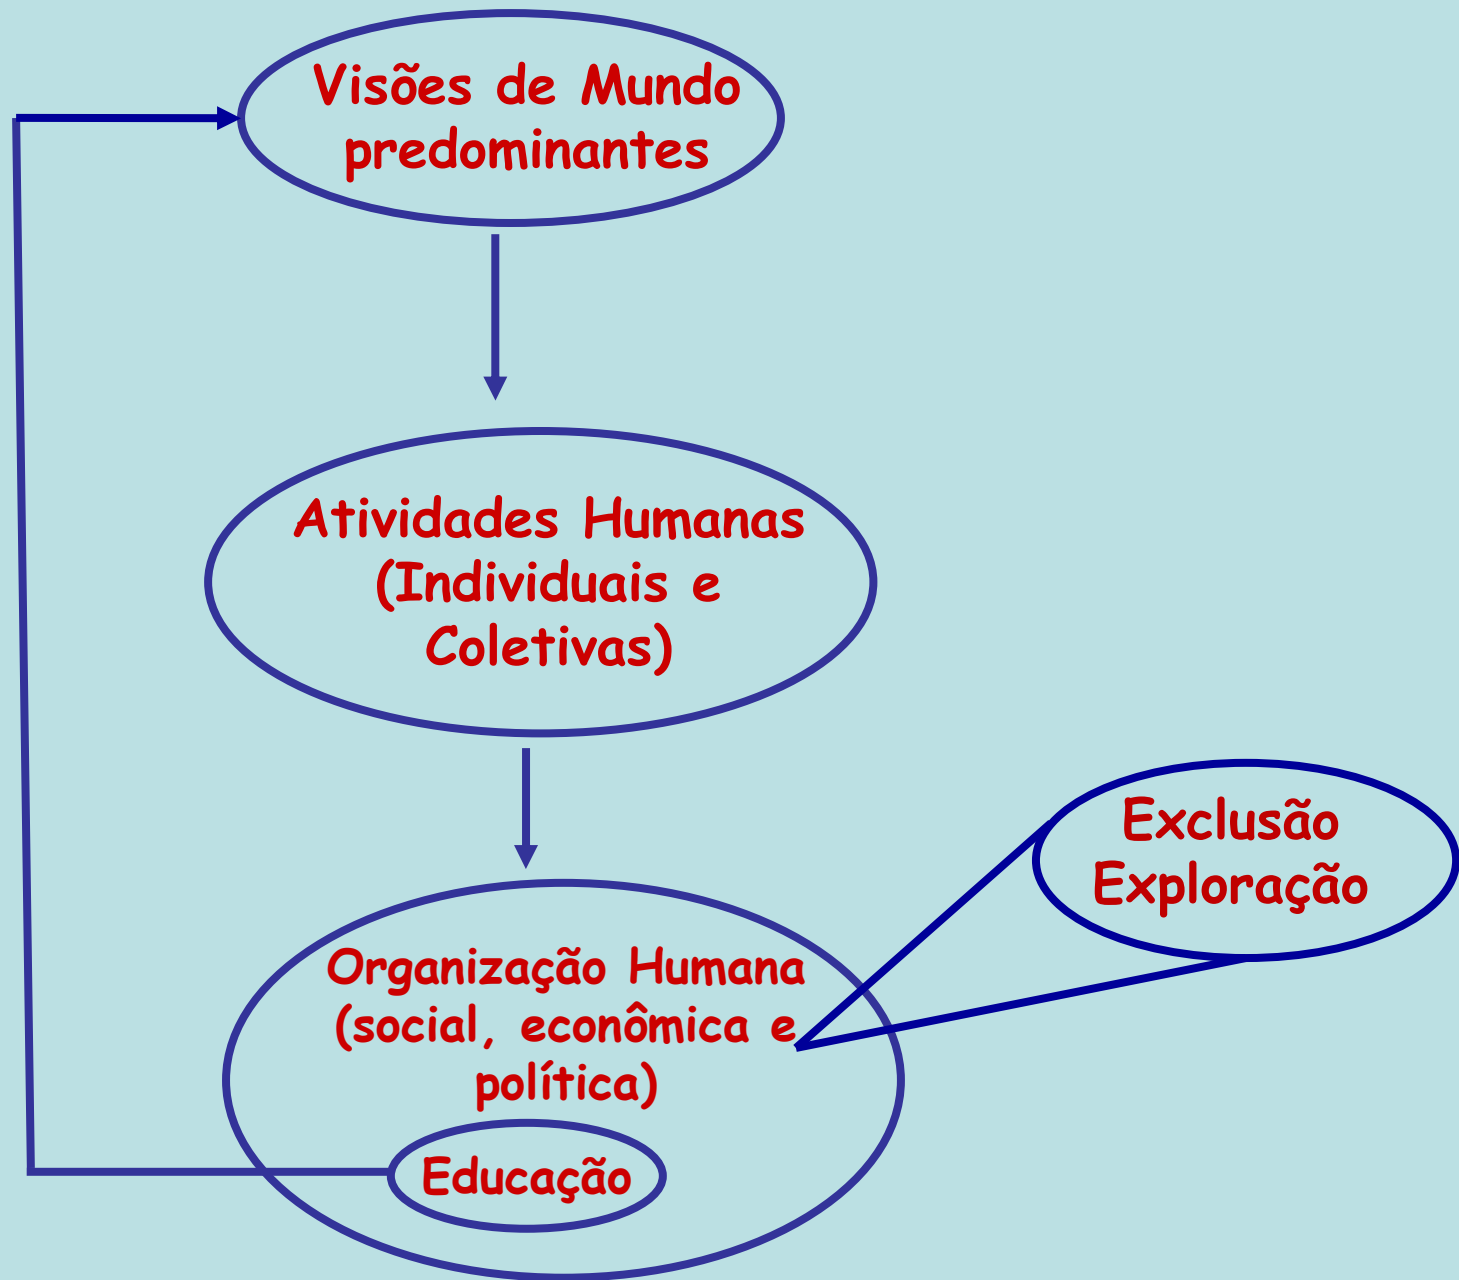 Visões de Mundo
predominantes
Atividades Humanas
(Individuais e
Coletivas)
Exclusão
Exploração
Organização Humana
(social, econômica e
política)
Educação